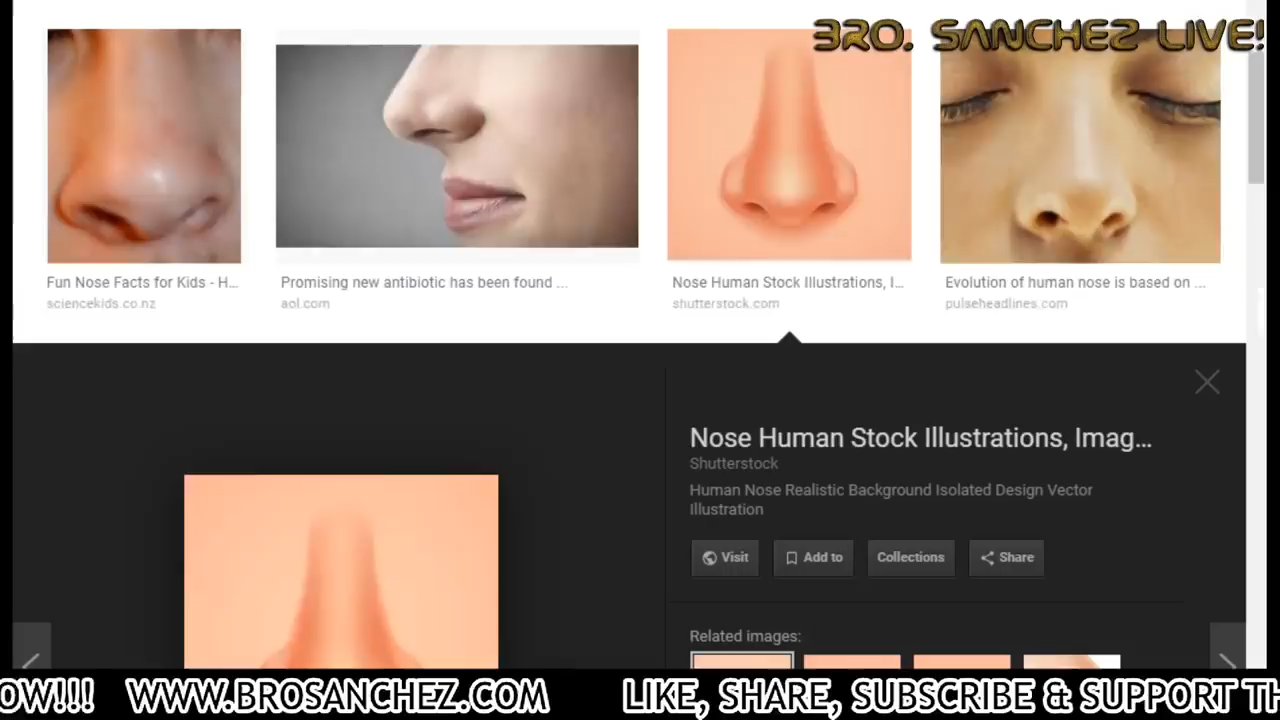 BRO. SANCHEZ LIVE!
Fun Nose Facts for Kids - H...
sciencekids.co.nz
Promising new antibiotic has been found ...
aol.com
Nose Human Stock Illustrations, I...
shutterstock.com
Evolution of human nose is based on ...
pulseheadlines.com
Nose Human Stock Illustrations, Imag...
Shutterstock
Human Nose Realistic Background Isolated Design Vector
Illustration
Visit
Add to
Collections
Share
Related images:
OW!!! WWW.BROSANCHEZ.COM LIKE, SHARE, SUBSCRIBE & SUPPORT TH